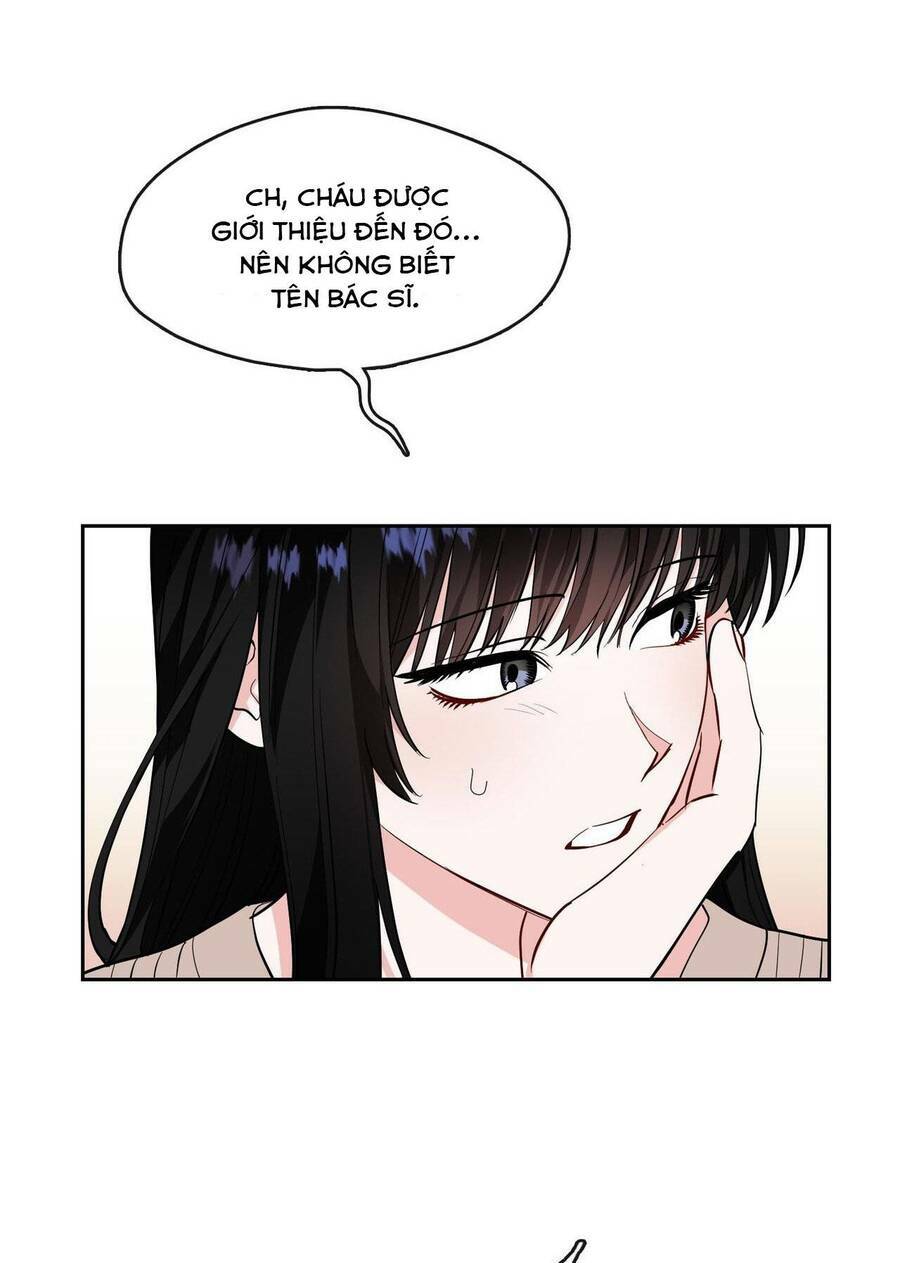 CH, CHÁU ĐƯỢC
GIỚI THIỆU ĐẾN ĐÓ...
NÊN KHÔNG BIẾT
TÊN BÁC SĨ.